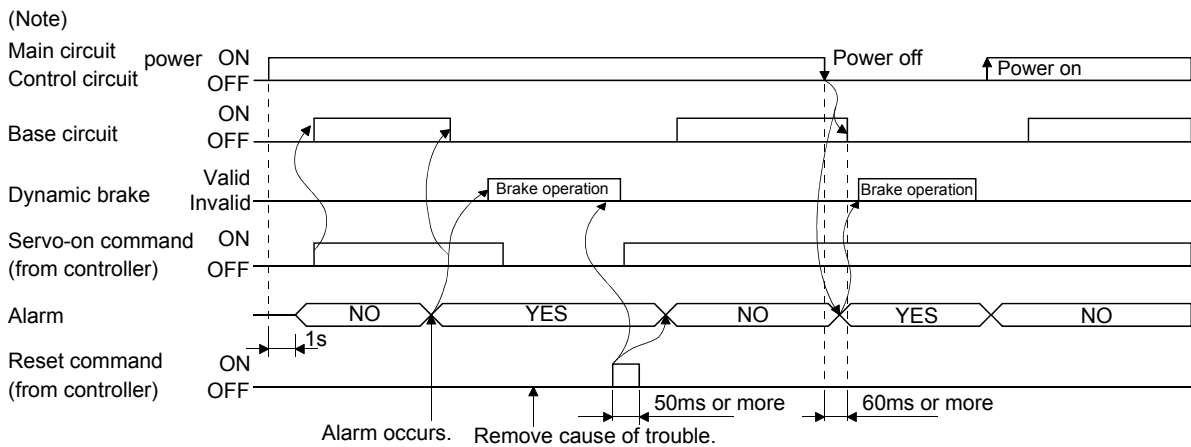 (Note)
Main circuit
Control circuit
power
ON
OFF
Power off
Power on
Base circuit
ON
OFF
Dynamic brake
Valid
Invalid
Brake operation
Brake operation
Servo-on command
(from controller)
ON
OFF
Alarm
NO
YES
NO
YES
NO
1s
Reset command
(from controller)
ON
OFF
50ms or more
60ms or more
Alarm occurs.
Remove cause of trouble.